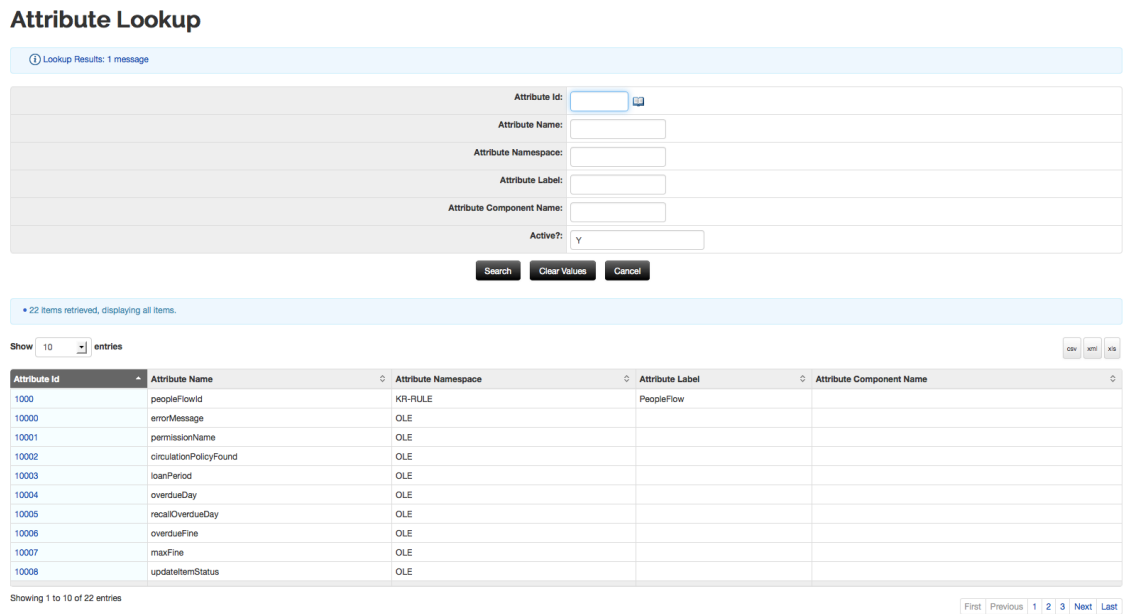 Attribute Lookup
Lookup Results: 1 message
Attribute Id:
Attribute Name:
Attribute Namespace:
Attribute Label:
Attribute Component Name:
Active?: Y
Search Clear Values Cancel
22 items retrieved, displaying all items.
Show 10 entries csv xml xls
Attribute Id Attribute Name Attribute Namespace Attribute Label Attribute Component Name
1000 peopleFlowId KR-RULE PeopleFlow
10000 errorMessage OLE
10001 permissionName OLE
10002 circulationPolicyFound OLE
10003 loanPeriod OLE
10004 overdueDay OLE
10005 recallOverdueDay OLE
10006 overdueFine OLE
10007 maxFine OLE
10008 updateItemStatus OLE
Showing 1 to 10 of 22 entries
First Previous 1 2 3 Next Last